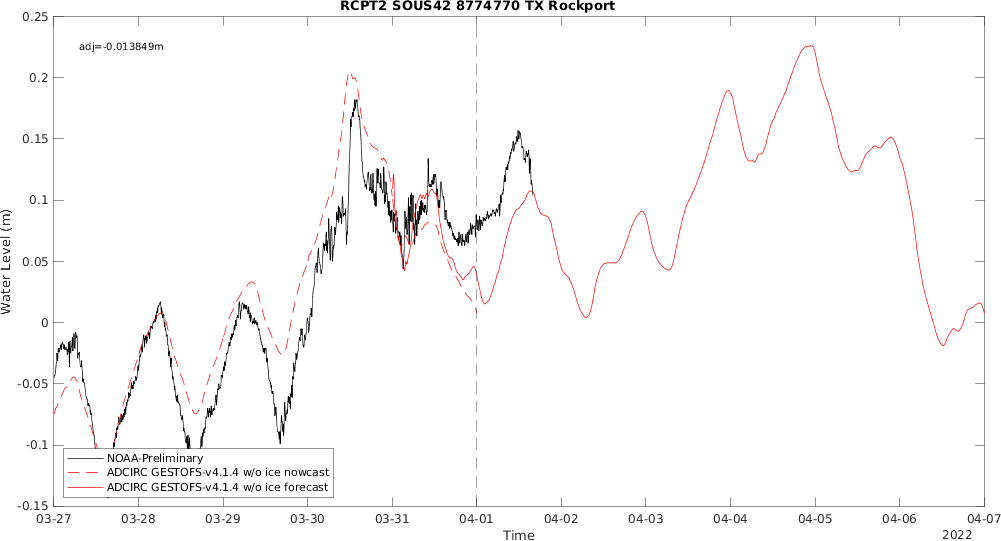 RCPT2 SOUS42 8774770 TX Rockport
adj=-0.013849m
0.25
0.2
0.15
0.1
0.05
0
-0.05
-0.1
-0.15
Water Level (m)
NOAA-Preliminary
ADCIRC GESTOFS-v4.1.4 w/o ice nowcast
ADCIRC GESTOFS-v4.1.4 w/o ice forecast
03-27 03-28 03-29 03-30 03-31 04-01 04-02 04-03 04-04 04-05 04-06 04-07
Time
2022